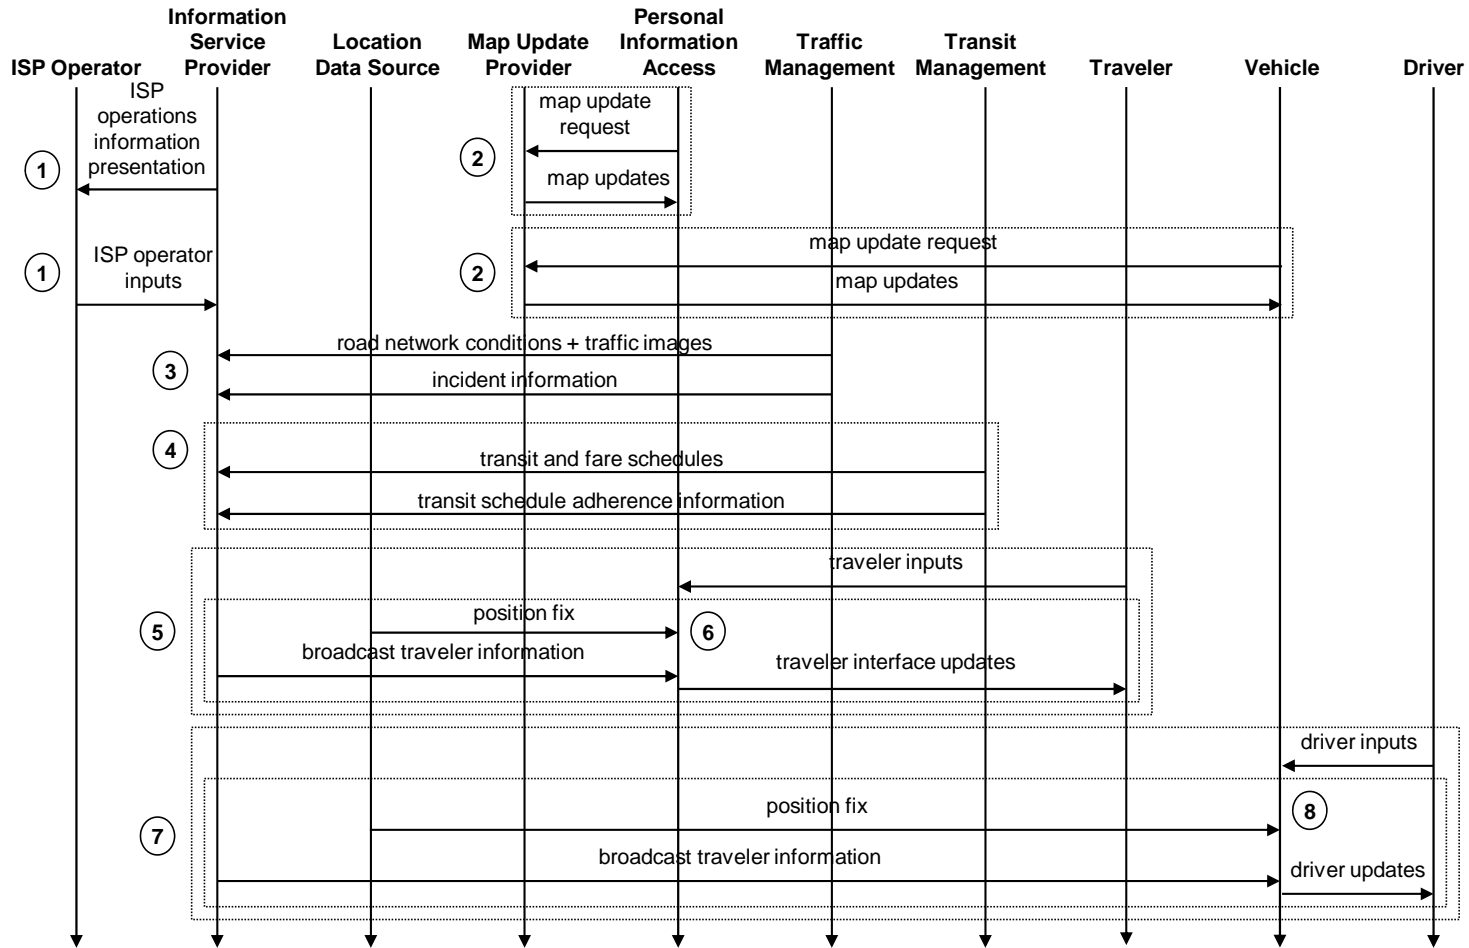 Information
Service
Provider
Personal
Information
Access
Location
Data Source
Map Update
Provider
Traffic
Management
Transit
Management
ISP Operator
Traveler
Vehicle
Driver
ISP
operations
information
presentation
1
map update
request
2
map updates
ISP operator
inputs
1
map update request
2
map updates
road network conditions + traffic images
3
incident information
4
transit and fare schedules
transit schedule adherence information
traveler inputs
5
position fix
6
broadcast traveler information
traveler interface updates
driver inputs
position fix
8
7
broadcast traveler information
driver updates